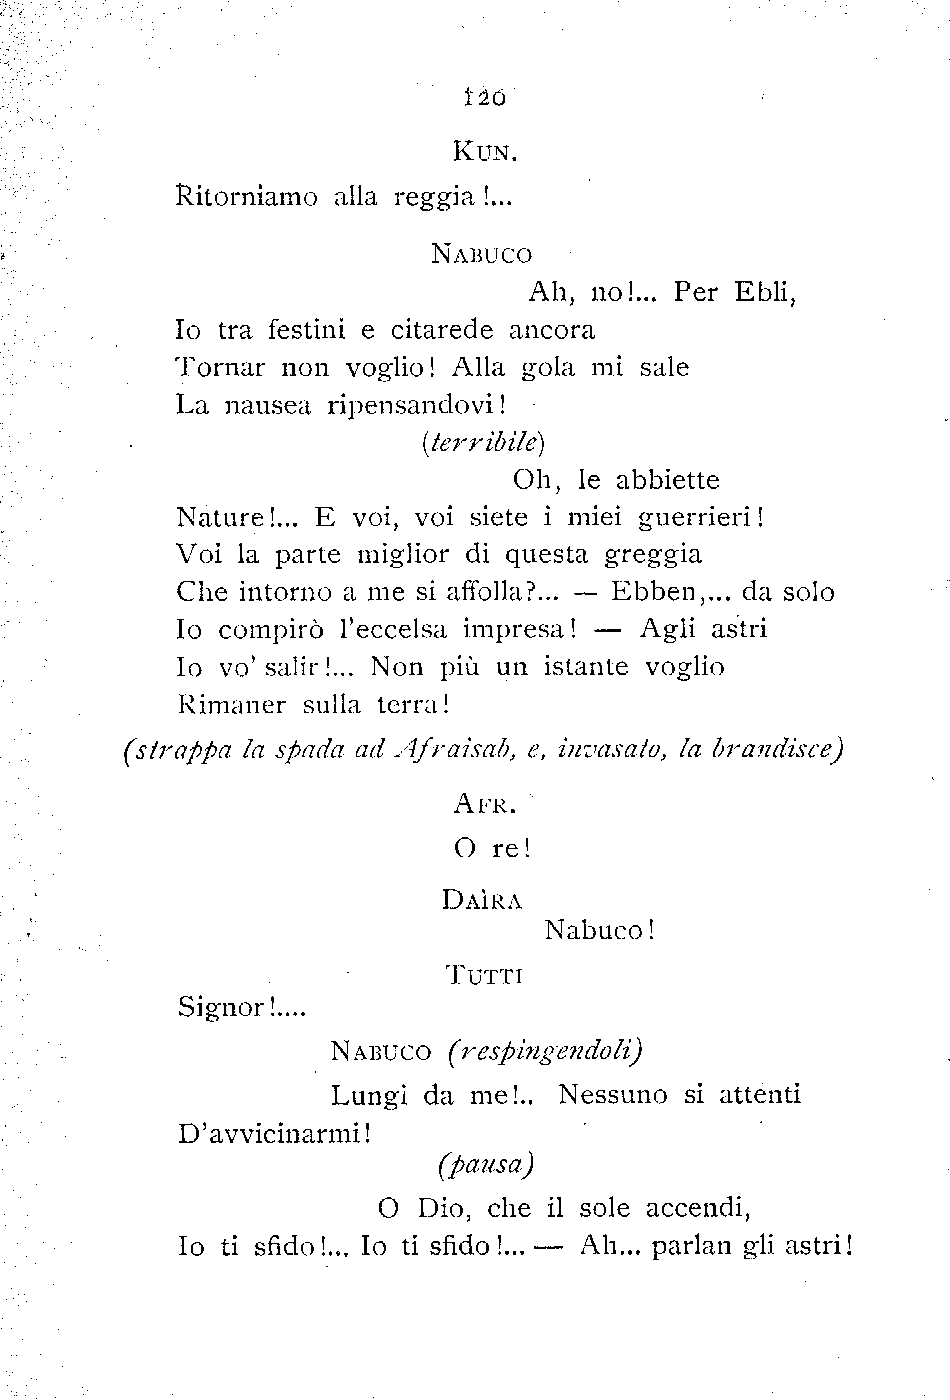 120
KUN.
Ritorniamo alla reggia!...
NABUCO
Ah, no!... Per Ebli,
Io tra festini e citarede ancora
Tornar non voglio! Alla gola mi sale
La nausea ripensandovi!
(terribile)
Oh, le abbiette
Nature!... E voi, voi siete i miei guerrieri!
Voi la parte miglior di questa greggia
Che intorno a me si affolla?... — Ebben,... da solo
Io compirò l'eccelsa impresa! — Agli astri
Io vo' salir!... Non più un istante voglio
Rimaner sulla terra!
(strappa la spada ad Afraisab, e, invasato, la brandisce)
AFR.
O re!
DAÌRA
Nabuco!
TUTTI
Signor!....
NABUCO (respingendoli)
Lungi da me!.. Nessuno si attenti
D'avvicinarmi!
(pausa)
O Dio, che il sole accendi,
Io ti sfido!... Io ti sfido!... — Ah... parlan gli astri!